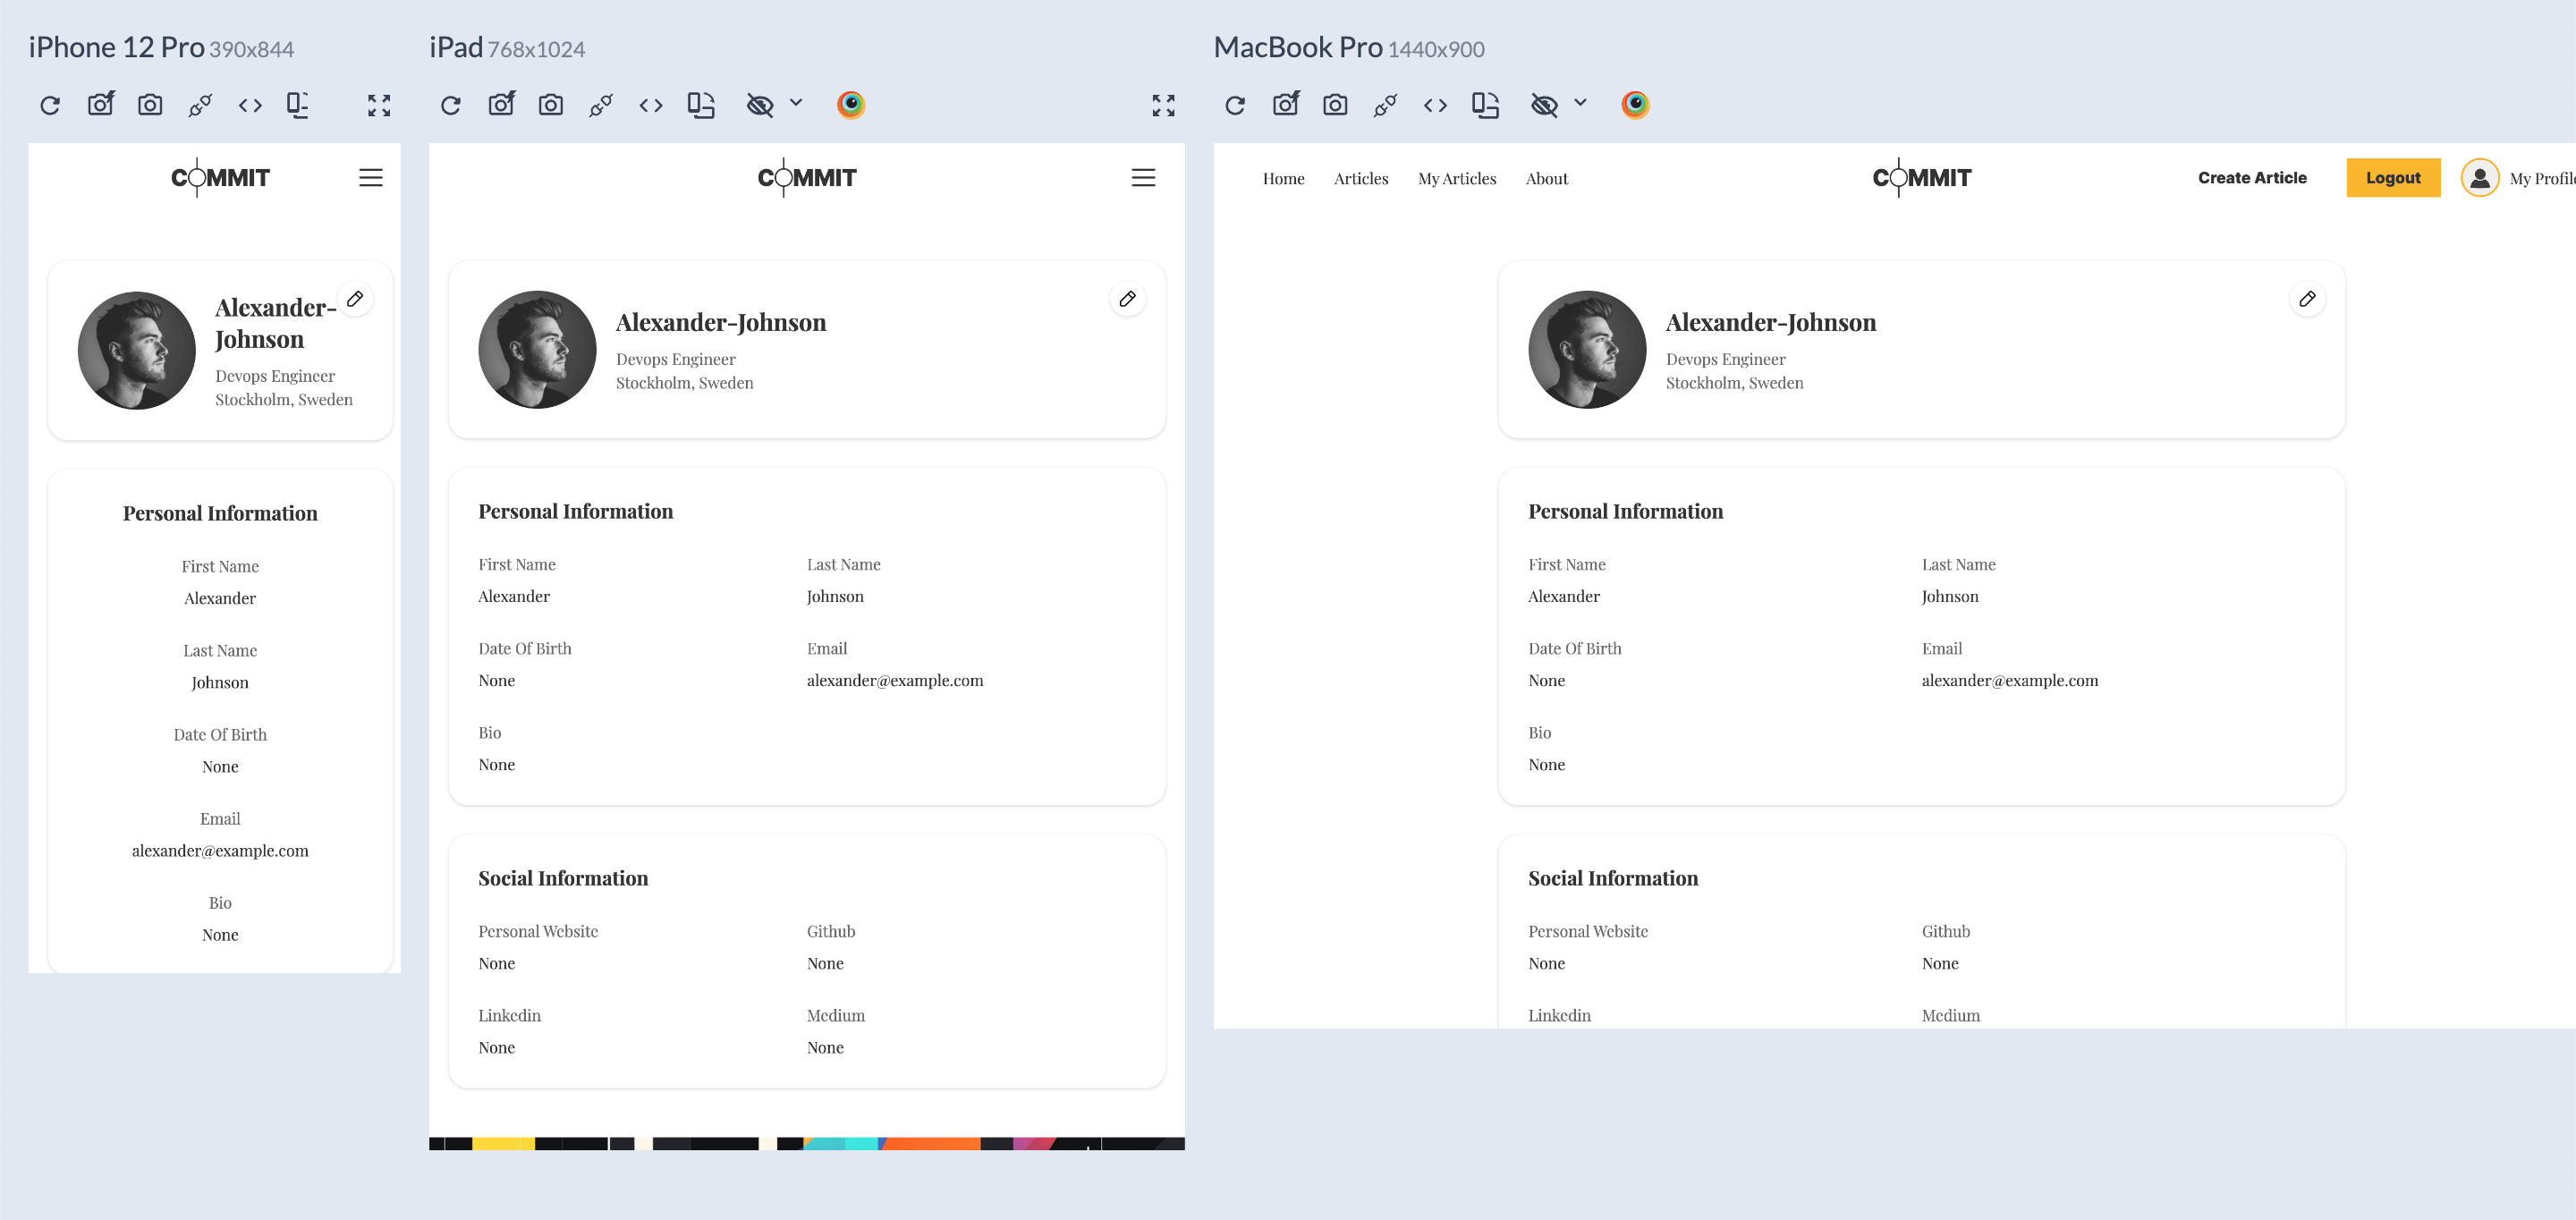 iPhone 12 Pro 390x844
COMMIT
Alexander-
Johnson
Devops Engineer
Stockholm, Sweden
Personal Information
First Name
Alexander
Last Name
Johnson
Date Of Birth
None
Email
alexander@example.com
Bio
None
iPad 768x1024
COMMIT
Alexander-Johnson
Devops Engineer
Stockholm, Sweden
Personal Information
First Name Last Name
Alexander Johnson
Date Of Birth Email
None alexander@example.com
Bio
None
Social Information
Personal Website Github
None None
Linkedin Medium
None None
MacBook Pro 1440x900
Home Articles My Articles About COMMIT Create Article Logout My Profile
Alexander-Johnson
Devops Engineer
Stockholm, Sweden
Personal Information
First Name Last Name
Alexander Johnson
Date Of Birth Email
None alexander@example.com
Bio
None
Social Information
Personal Website Github
None None
Linkedin Medium